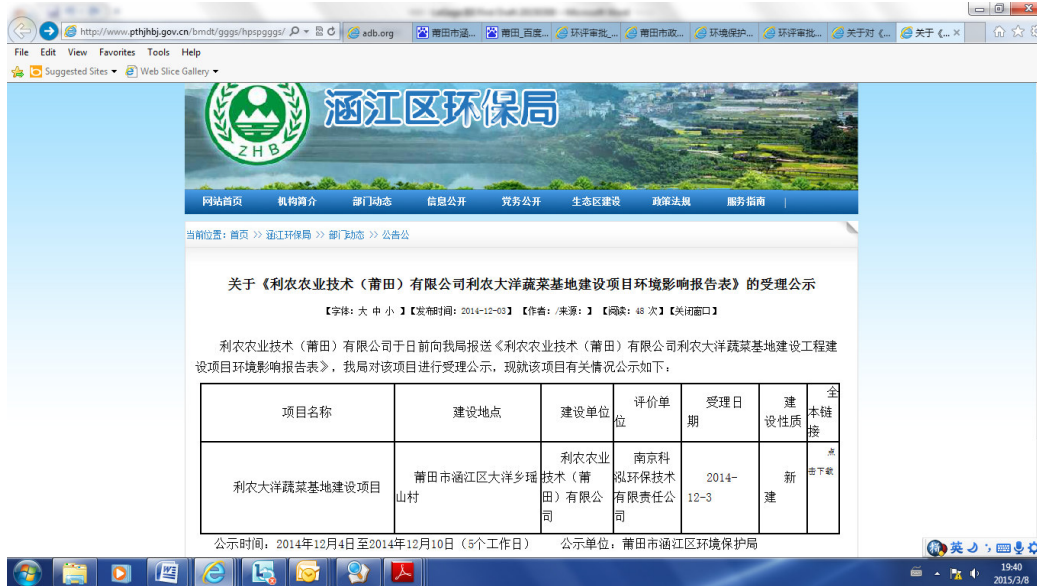 http://www.pthjhbj.gov.cn/bmdt/gggs/hpspgggs/
adb.org
莆田市涵...
莆田_百度...
环评审批_...
莆田市政...
环境保护...
环评审批...
关于对《...
关于《...
File Edit View Favorites Tools Help
Suggested Sites
Web Slice Gallery
ZHB
涵江区环保局
网站首页 机构简介 部门动态 信息公开 党务公开 生态区建设 政策法规 服务指南 |
当前位置：首页 >> 涵江环保局 >> 部门动态 >> 公告公
关于《利农农业技术（莆田）有限公司利农大洋蔬菜基地建设项目环境影响报告表》的受理公示
【字体：大 中 小 】【发布时间：2014-12-03】【作者：/来源：】【阅读：48 次】【关闭窗口】
利农农业技术（莆田）有限公司于日前向我局报送《利农农业技术（莆田）有限公司利农大洋蔬菜基地建设工程建
设项目环境影响报告表》，我局对该项目进行受理公示，现就该项目有关情况公示如下：
项目名称
建设地点
建设单位
评价单
位
受理日
期
建
设性质
全
本链
接
利农大洋蔬菜基地建设项目
莆田市涵江区大洋乡瑶
山村
利农农业
技术（莆
田）有限公
司
南京科
泓环保技术
有限责任公
司
2014-
12-3
新
建
点
击下载
公示时间：2014年12月4日至2014年12月10日（5个工作日） 公示单位：莆田市涵江区环境保护局
英
19:40
2015/3/8